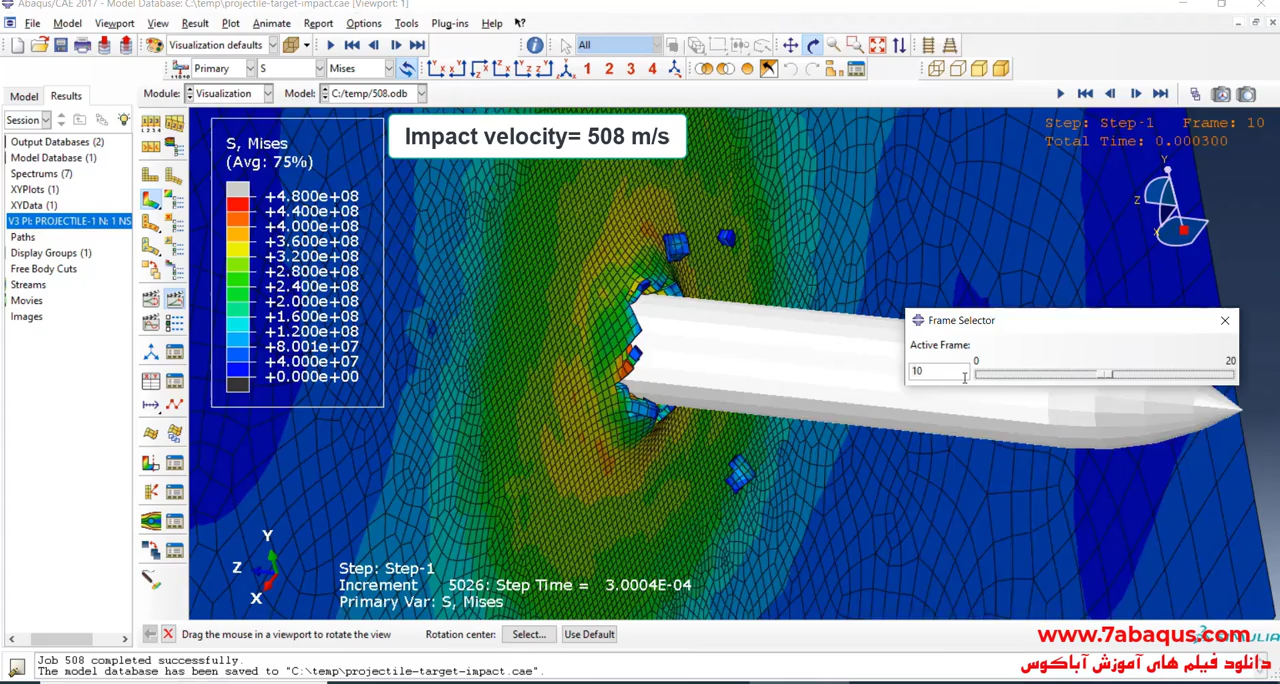 Abaqus/CAE 2017 - Model Database: C:\temp\projectile-target-impact.cae [Viewport: 1]
File Model Viewport View Result Plot Animate Report Options Tools Plug-ins Help
Visualization defaults All
Primary S Mises 1 2 3 4
Model Results Module: Visualization Model: C:/temp/508.odb
Session
Output Databases (2)
Model Database (1)
Spectrums (7)
XYPlots (1)
XYData (1)
V3 PI: PROJECTILE-1 N: 1 NS
Paths
Display Groups (1)
Free Body Cuts
Streams
Movies
Images
Impact velocity= 508 m/s
Step: Step-1 Frame: 10
Total Time: 0.000300
S, Mises
(Avg: 75%)
+4.800e+08
+4.400e+08
+4.000e+08
+3.600e+08
+3.200e+08
+2.800e+08
+2.400e+08
+2.000e+08
+1.600e+08
+1.200e+08
+8.001e+07
+4.000e+07
+0.000e+00
Y
Z
X
Frame Selector
Active Frame:
0 20
10
Y
Z
X
Step: Step-1
Increment 5026: Step Time = 3.0004E-04
Primary Var: S, Mises
Drag the mouse in a viewport to rotate the view Rotation center: Select... Use Default
www.7abaqus.com
دانلود فیلم های آموزش آباکوس
Job 508 completed successfully.
The model database has been saved to "C:\temp\projectile-target-impact.cae".